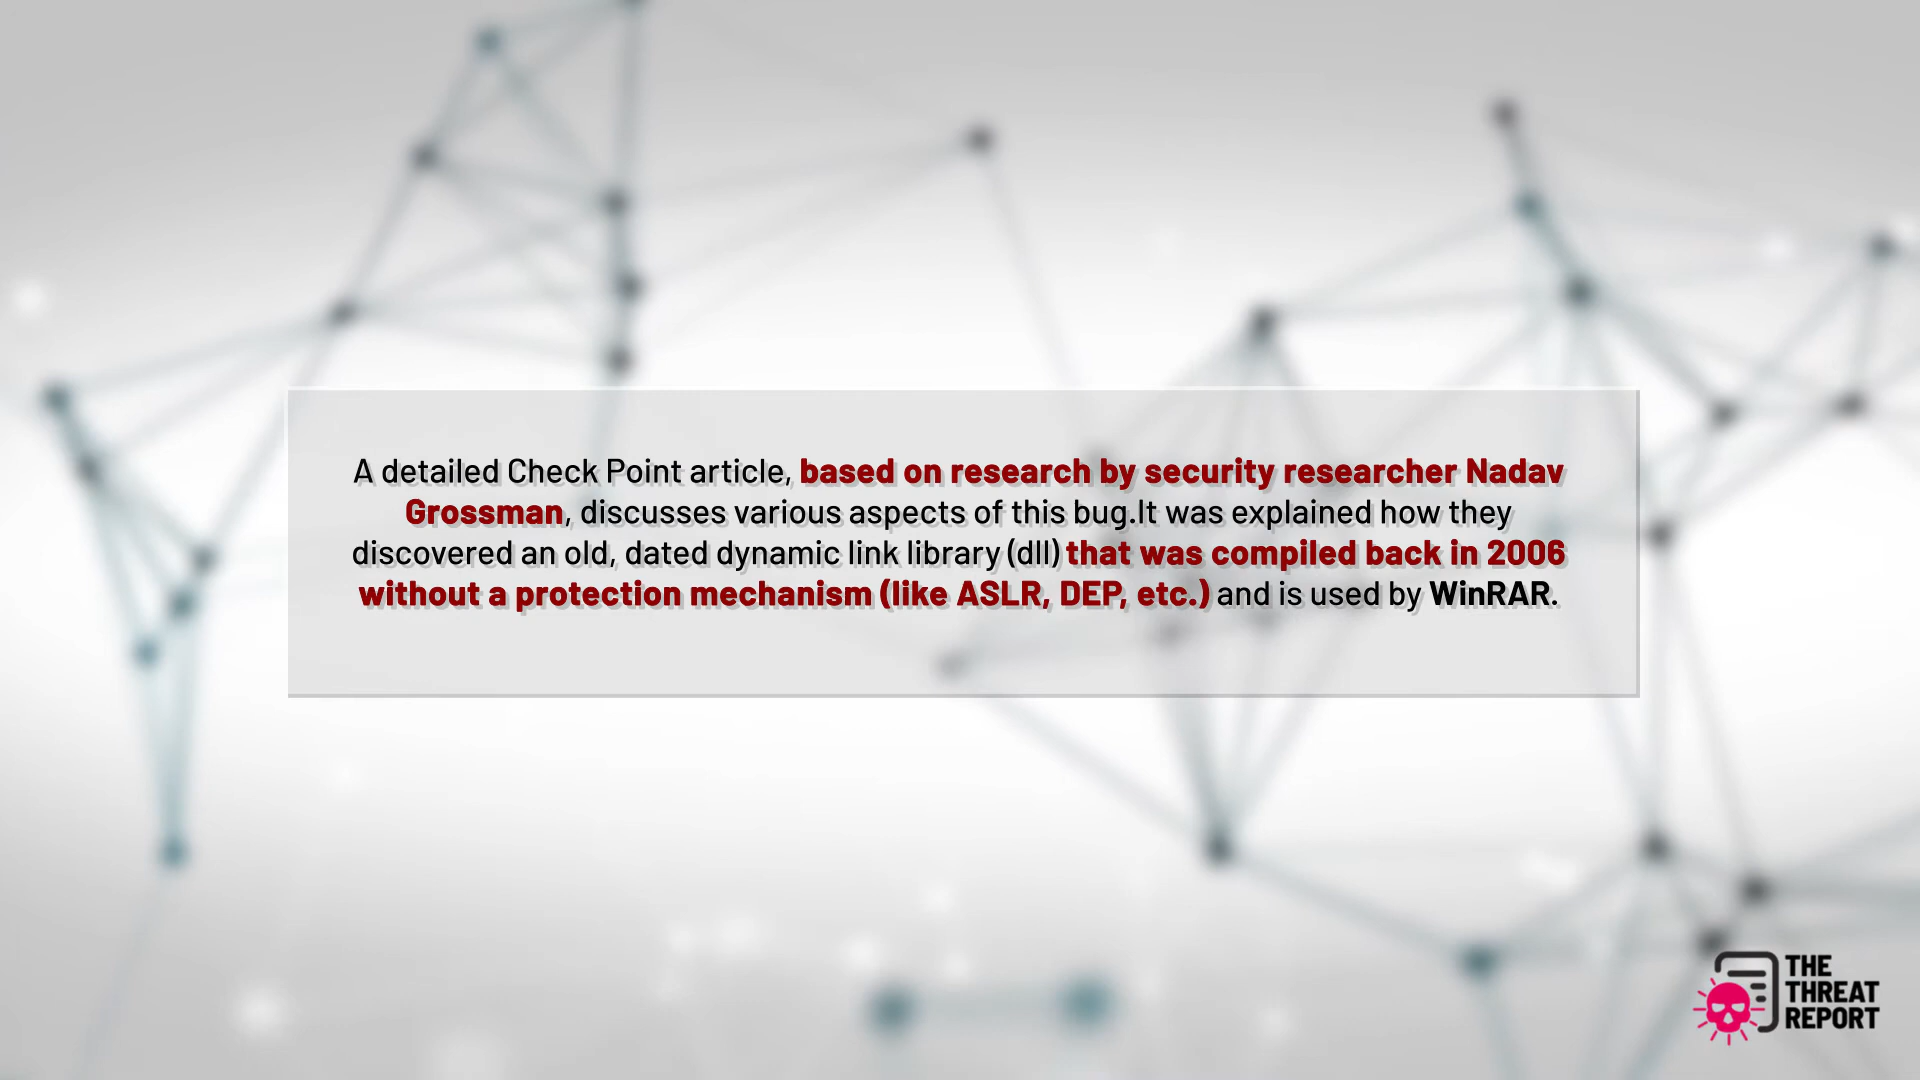 A detailed Check Point article, based on research by security researcher Nadav
Grossman, discusses various aspects of this bug.It was explained how they
discovered an old, dated dynamic link library (dll) that was compiled back in 2006
without a protection mechanism (like ASLR, DEP, etc.) and is used by WinRAR.
THE
THREAT
REPORT